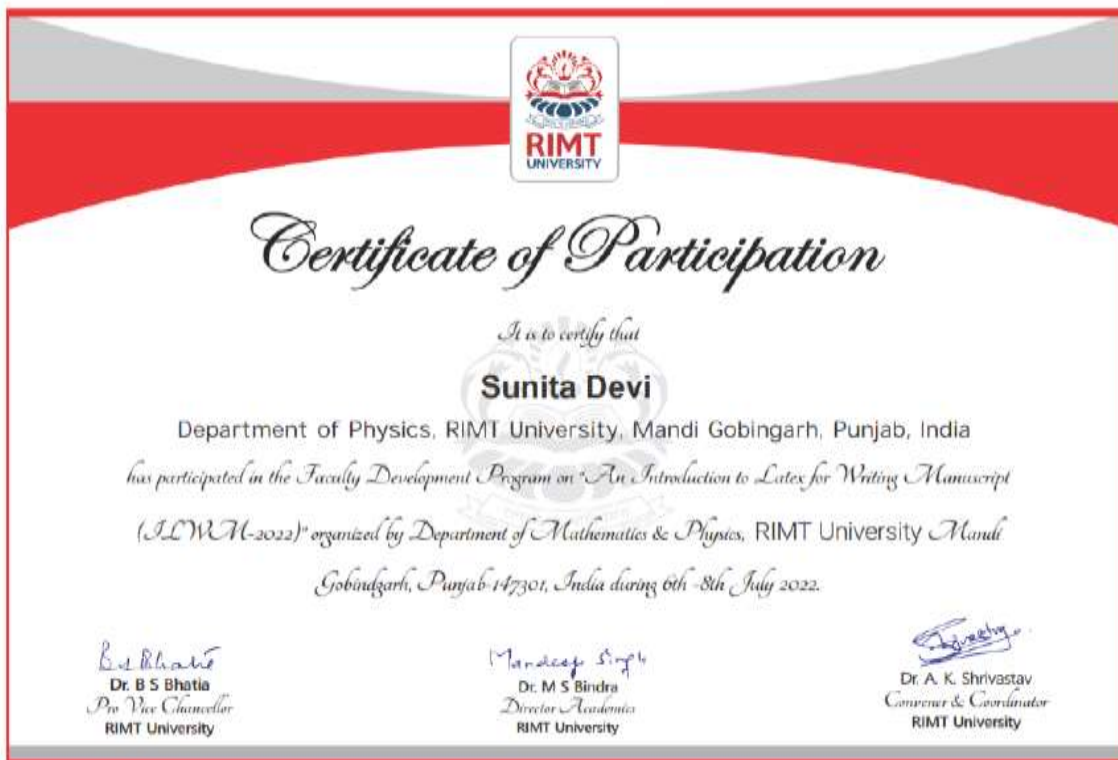 RIMT
UNIVERSITY
Certificate of Participation
It is to certify that
Sunita Devi
Department of Physics, RIMT University, Mandi Gobingarh, Punjab, India
has participated in the Faculty Development Program on "An Introduction to Latex for Writing Manuscript
(ILWM-2022)" organized by Department of Mathematics & Physics, RIMT University Mandi
Gobindgarh, Punjab-147301, India during 6th -8th July 2022.
B S Bhatia
Dr. B S Bhatia
Pro Vice Chancellor
RIMT University
Mandeep Singh
Dr. M S Bindra
Director Academics
RIMT University
Dr. A. K. Shrivastav
Convener & Coordinator
RIMT University